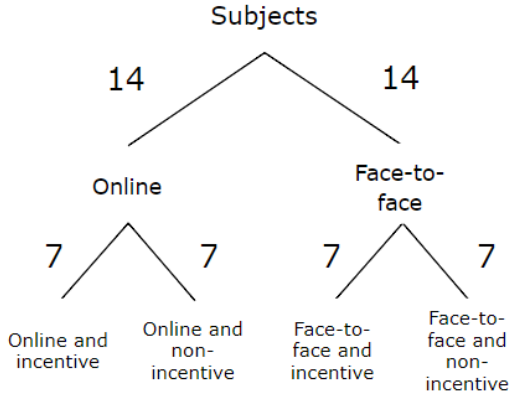 Subjects
14 14
Online
Face-to-
face
7 7 7 7
Online and
incentive
Online and
non-
incentive
Face-to-
face and
incentive
Face-to-
face and
non-
incentive